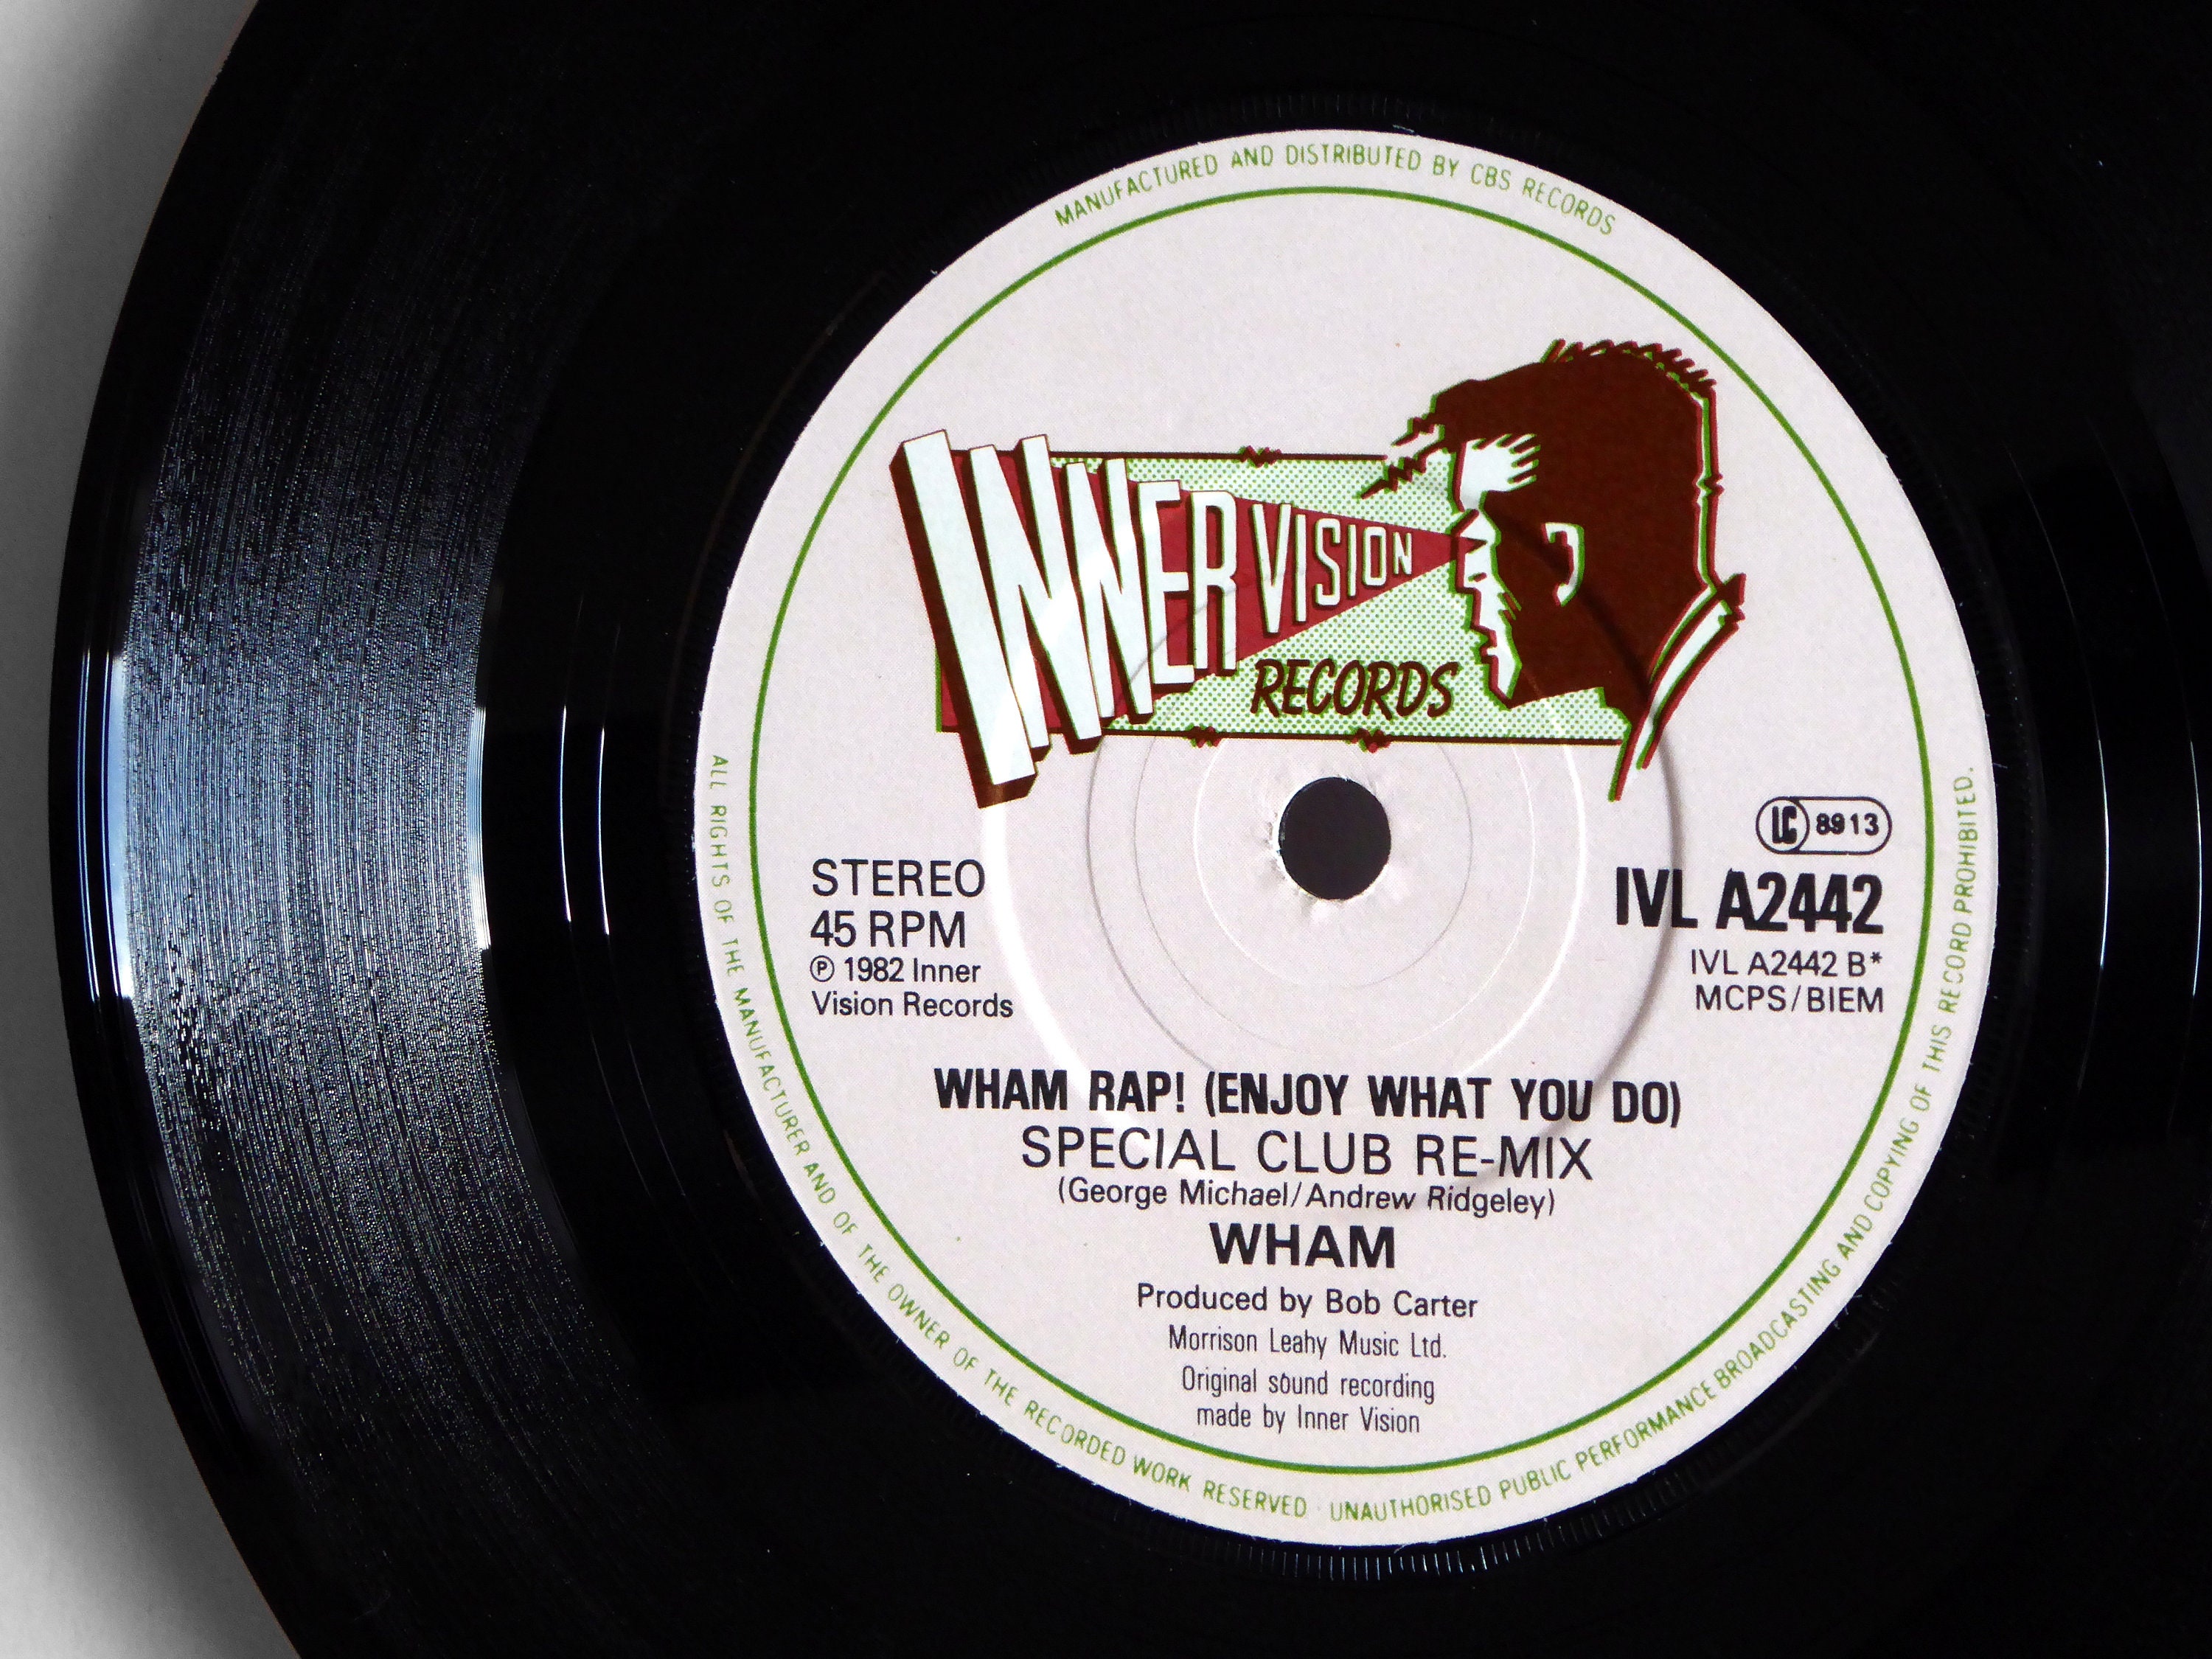 MANUFACTURED AND DISTRIBUTED BY CBS RECORDS
INNERVISION
RECORDS
LC 8913
STEREO
45 RPM
℗ 1982 Inner
Vision Records
IVL A2442
IVL A2442 B*
MCPS/BIEM
WHAM RAP! (ENJOY WHAT YOU DO)
SPECIAL CLUB RE-MIX
(George Michael/Andrew Ridgeley)
WHAM
Produced by Bob Carter
Morrison Leahy Music Ltd.
Original sound recording
made by Inner Vision
ALL RIGHTS OF THE MANUFACTURER AND OF THE OWNER OF THE RECORDED WORK RESERVED · UNAUTHORISED PUBLIC PERFORMANCE BROADCASTING AND COPYING OF THIS RECORD PROHIBITED.